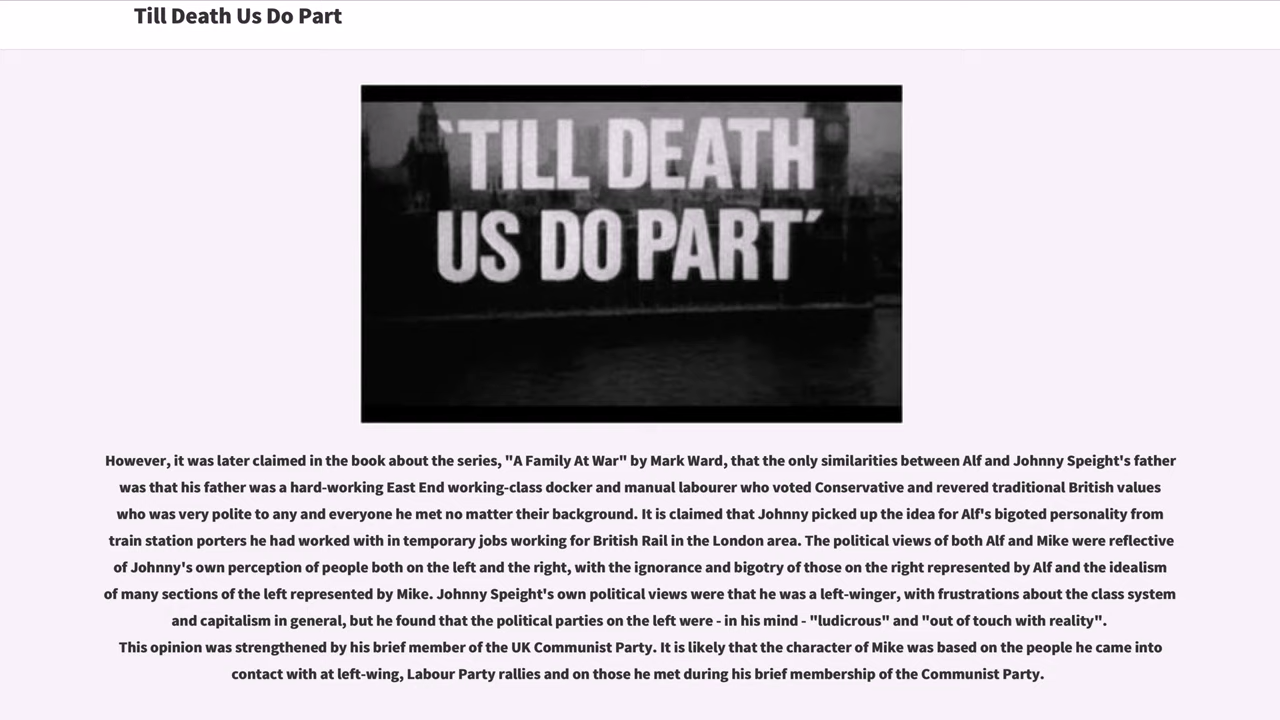 Till Death Us Do Part
'TILL DEATH
US DO PART'
However, it was later claimed in the book about the series, "A Family At War" by Mark Ward, that the only similarities between Alf and Johnny Speight's father
was that his father was a hard-working East End working-class docker and manual labourer who voted Conservative and revered traditional British values
who was very polite to any and everyone he met no matter their background. It is claimed that Johnny picked up the idea for Alf's bigoted personality from
train station porters he had worked with in temporary jobs working for British Rail in the London area. The political views of both Alf and Mike were reflective
of Johnny's own perception of people both on the left and the right, with the ignorance and bigotry of those on the right represented by Alf and the idealism
of many sections of the left represented by Mike. Johnny Speight's own political views were that he was a left-winger, with frustrations about the class system
and capitalism in general, but he found that the political parties on the left were - in his mind - "ludicrous" and "out of touch with reality".
This opinion was strengthened by his brief member of the UK Communist Party. It is likely that the character of Mike was based on the people he came into
contact with at left-wing, Labour Party rallies and on those he met during his brief membership of the Communist Party.